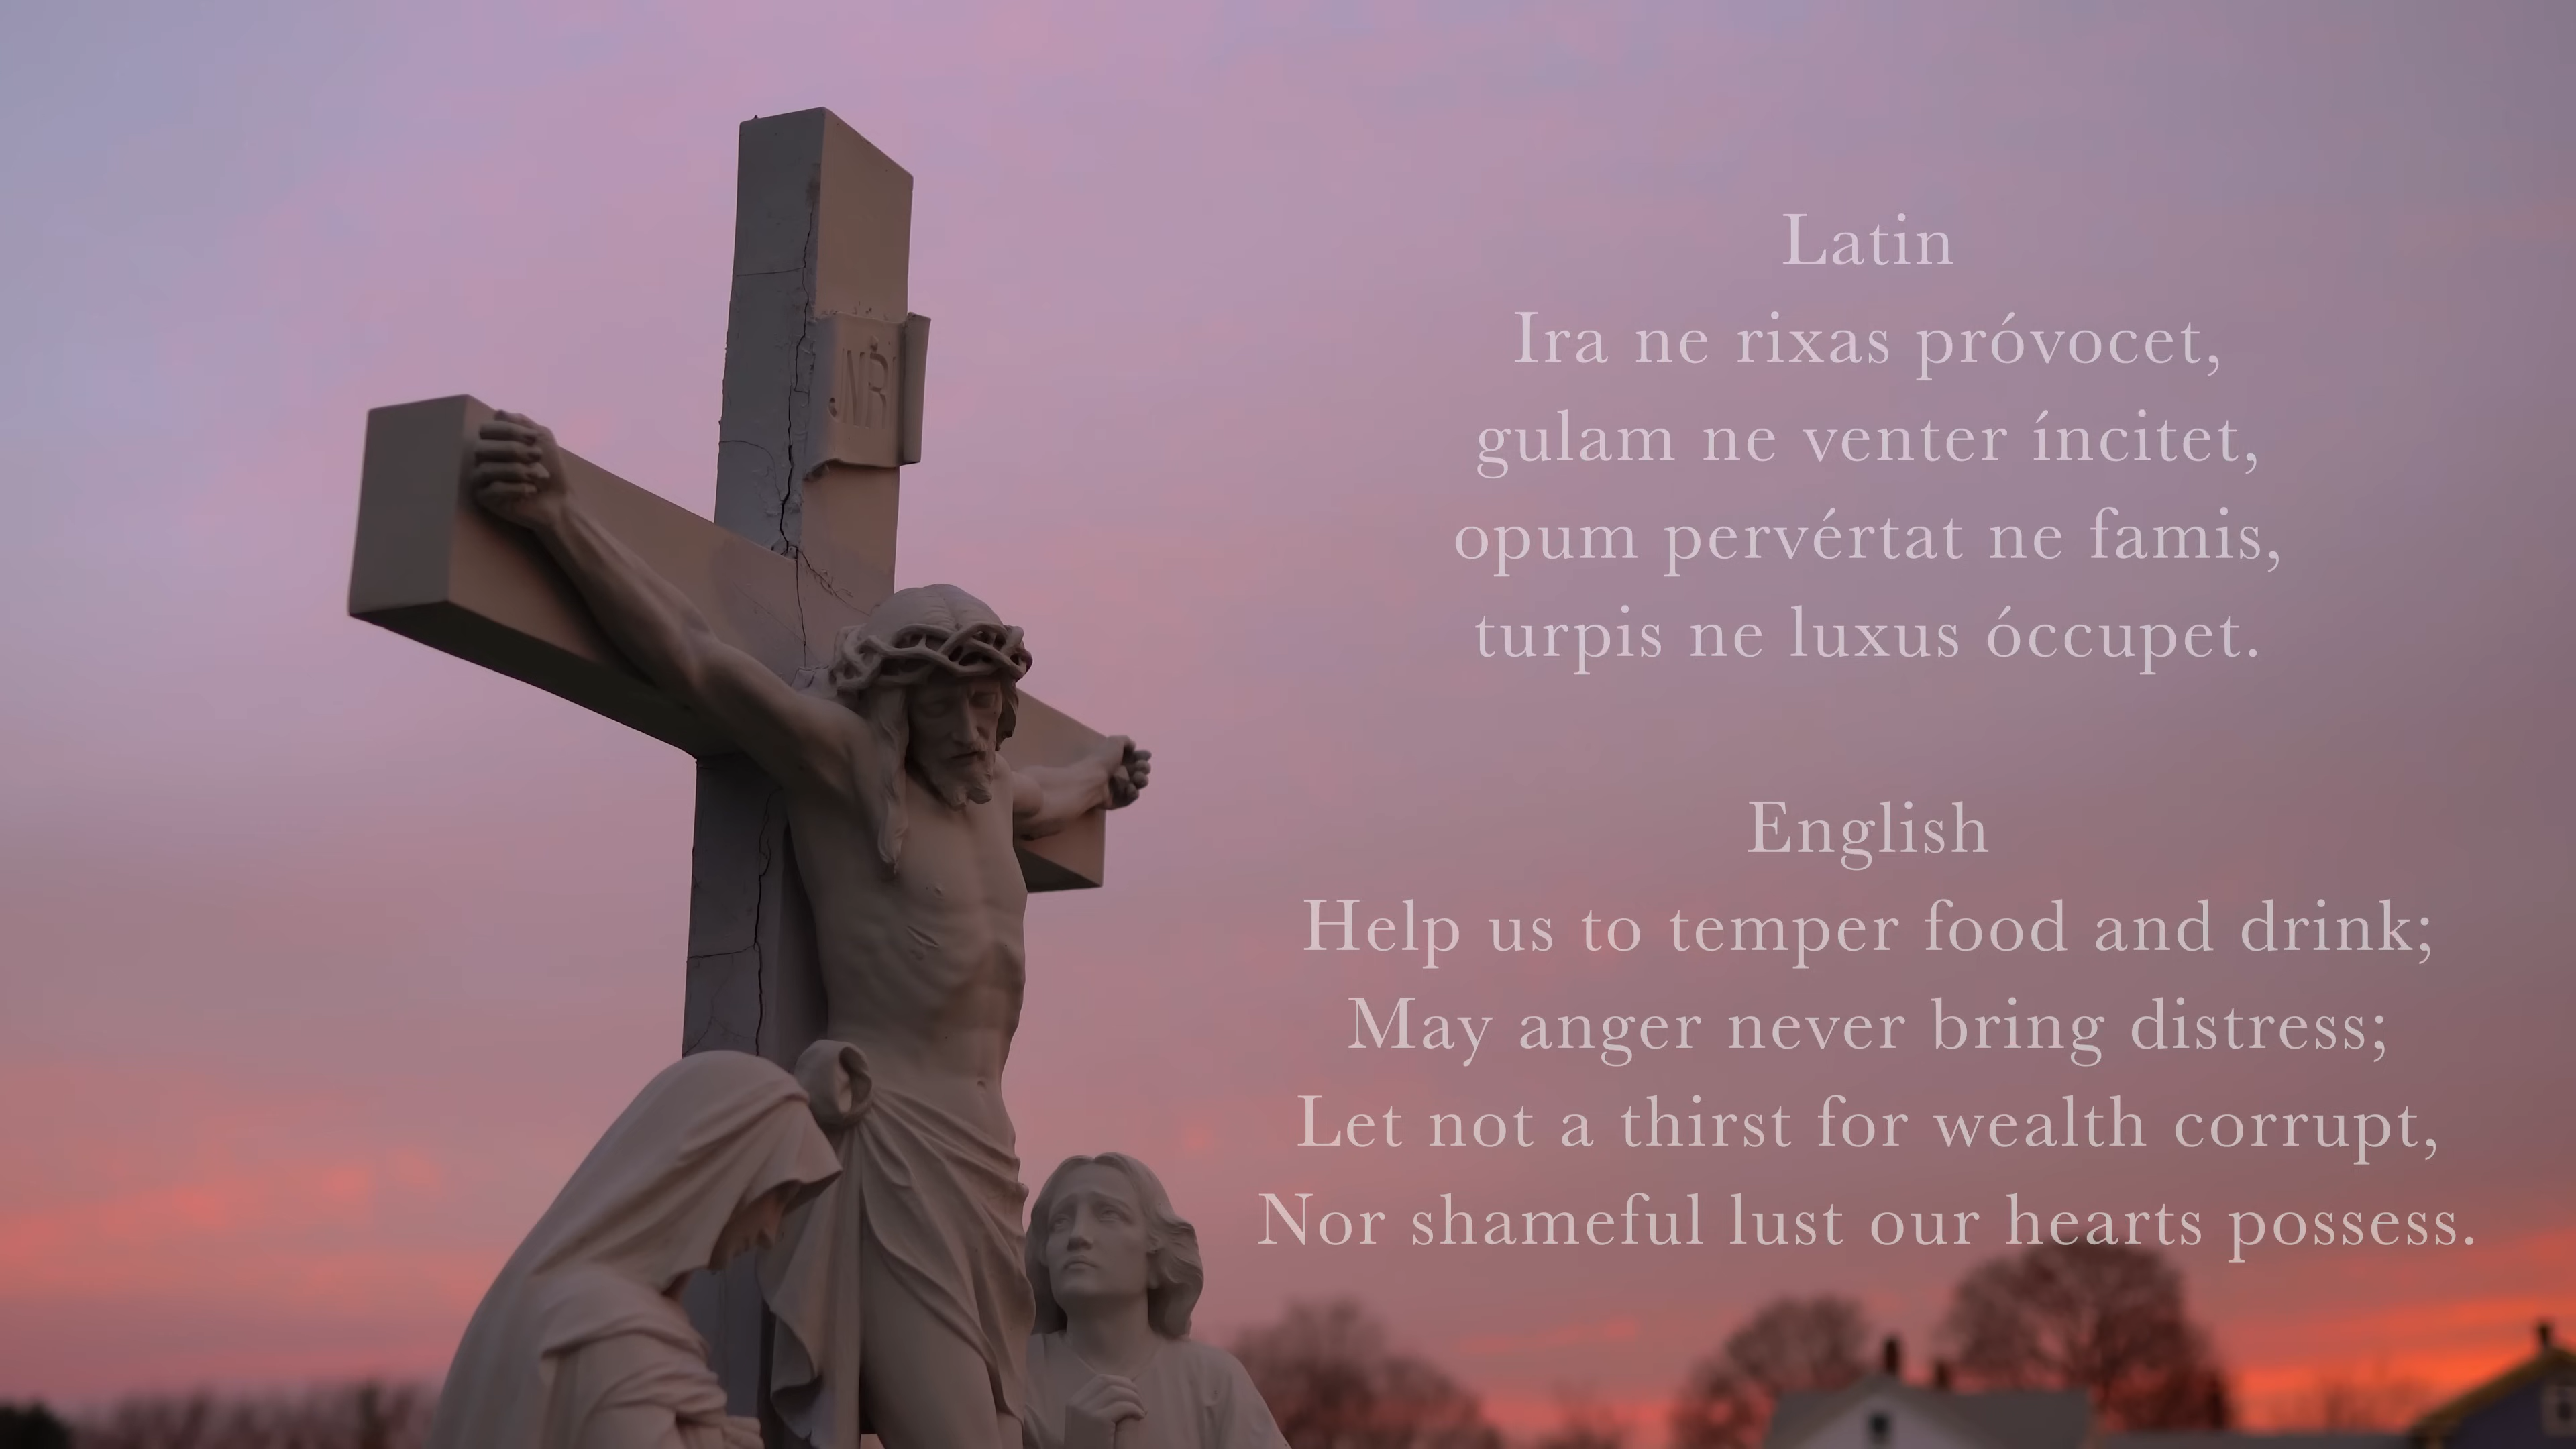 JNRI
Latin
Ira ne rixas próvocet,
gulam ne venter íncitet,
opum pervértat ne famis,
turpis ne luxus óccupet.
English
Help us to temper food and drink;
May anger never bring distress;
Let not a thirst for wealth corrupt,
Nor shameful lust our hearts possess.